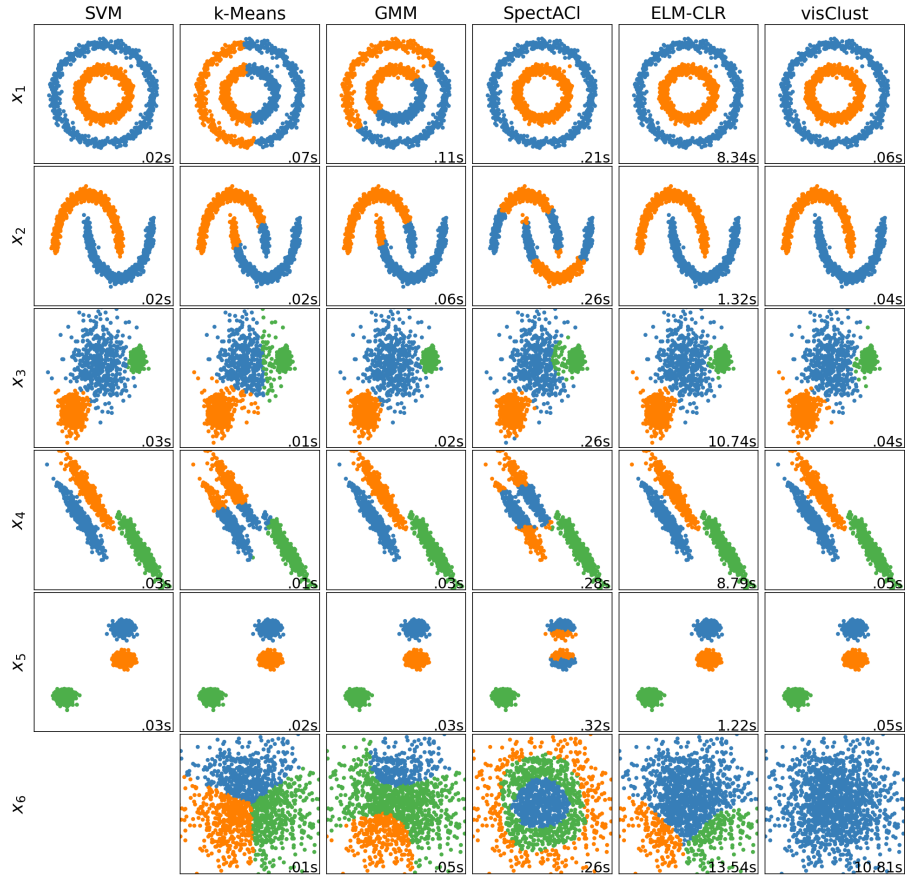 SVM k-Means GMM SpectACl ELM-CLR visClust
x1 .02s .07s .11s .21s 8.34s .06s
x2 .02s .02s .06s .26s 1.32s .04s
x3 .03s .01s .02s .26s 10.74s .04s
x4 .03s .01s .03s .28s 8.79s .05s
x5 .03s .02s .03s .32s 1.22s .05s
x6 .01s .05s .26s 13.54s 10.81s